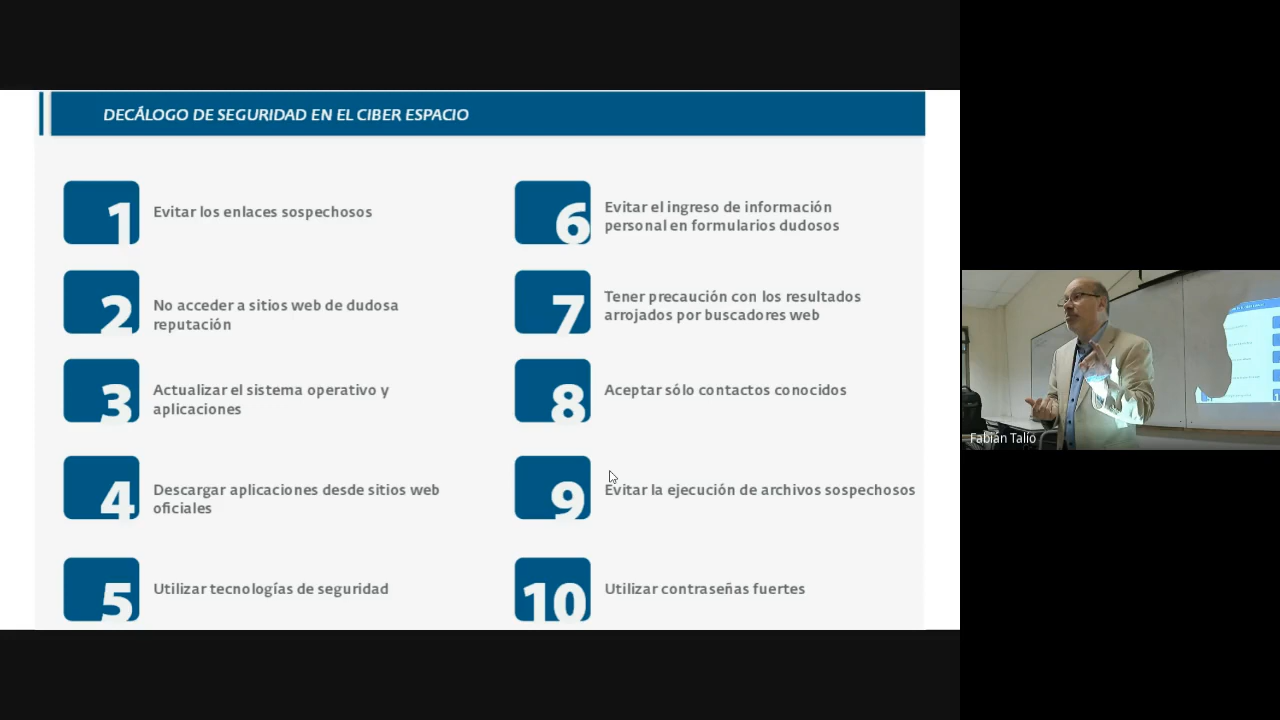 DECÁLOGO DE SEGURIDAD EN EL CIBER ESPACIO
1
Evitar los enlaces sospechosos
2
No acceder a sitios web de dudosa
reputación
3
Actualizar el sistema operativo y
aplicaciones
4
Descargar aplicaciones desde sitios web
oficiales
5
Utilizar tecnologías de seguridad
6
Evitar el ingreso de información
personal en formularios dudosos
7
Tener precaución con los resultados
arrojados por buscadores web
8
Aceptar sólo contactos conocidos
9
Evitar la ejecución de archivos sospechosos
10
Utilizar contraseñas fuertes
Fabián Talio